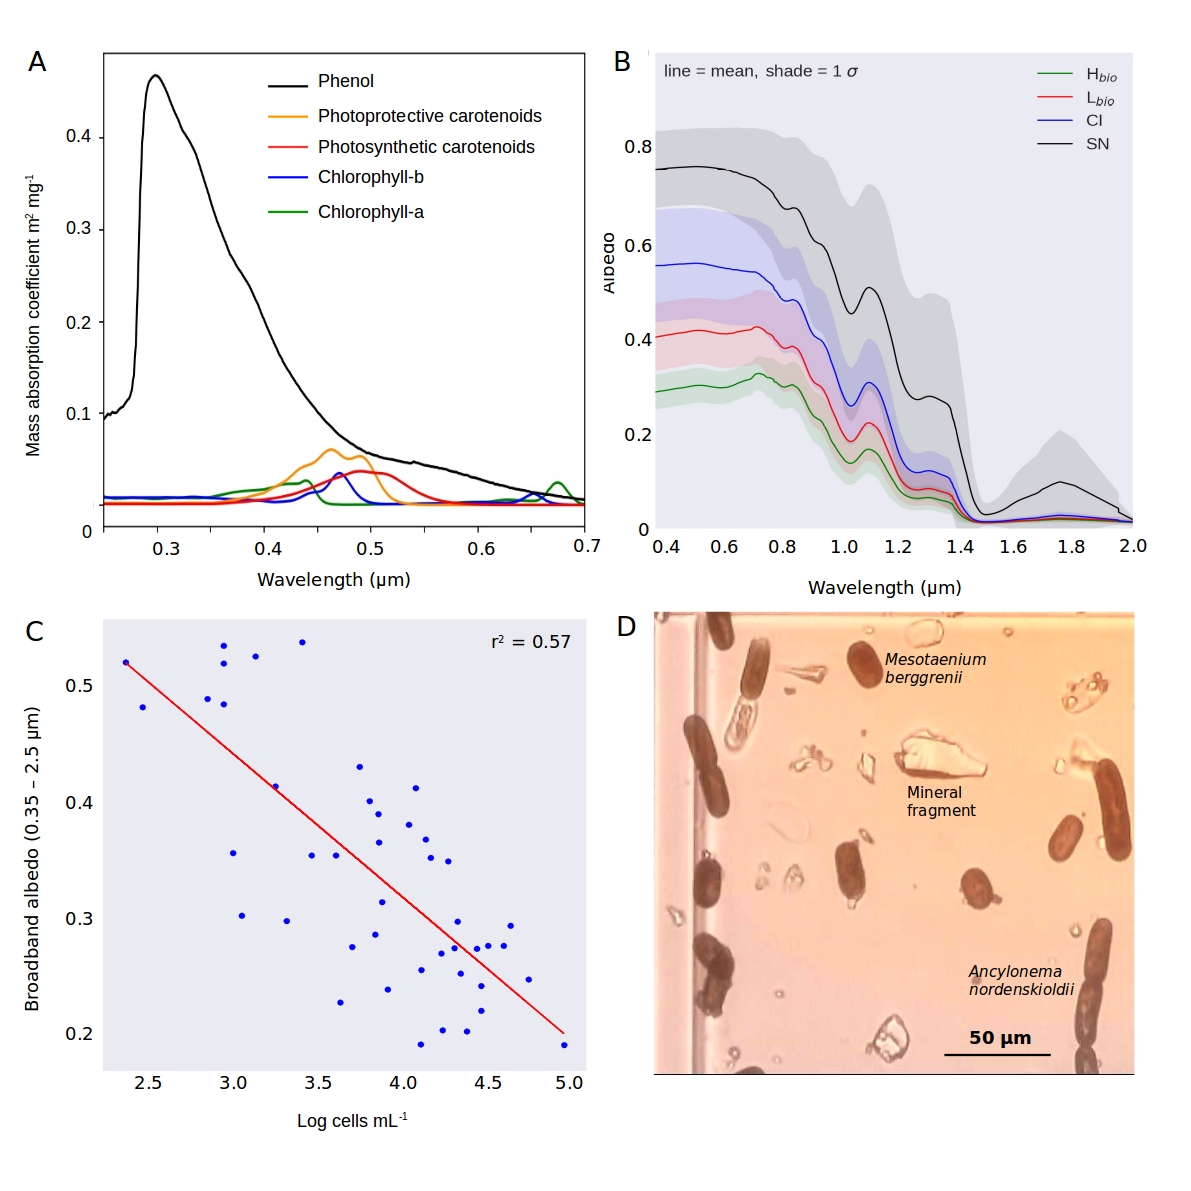 A
Phenol
Photoprotective carotenoids
Photosynthetic carotenoids
Chlorophyll-b
Chlorophyll-a
Mass absorption coefficient m² mg⁻¹
0.4
0.3
0.2
0.1
0
0.3 0.4 0.5 0.6 0.7
Wavelength (µm)
B
line = mean, shade = 1 σ
H_bio
L_bio
CI
SN
Albedo
0.8
0.6
0.4
0.2
0
0.4 0.6 0.8 1.0 1.2 1.4 1.6 1.8 2.0
Wavelength (µm)
C
r² = 0.57
Broadband albedo (0.35 – 2.5 µm)
0.5
0.4
0.3
0.2
2.5 3.0 3.5 4.0 4.5 5.0
Log cells mL⁻¹
D
Mesotaenium
berggrenii
Mineral
fragment
Ancylonema
nordenskioldii
50 µm